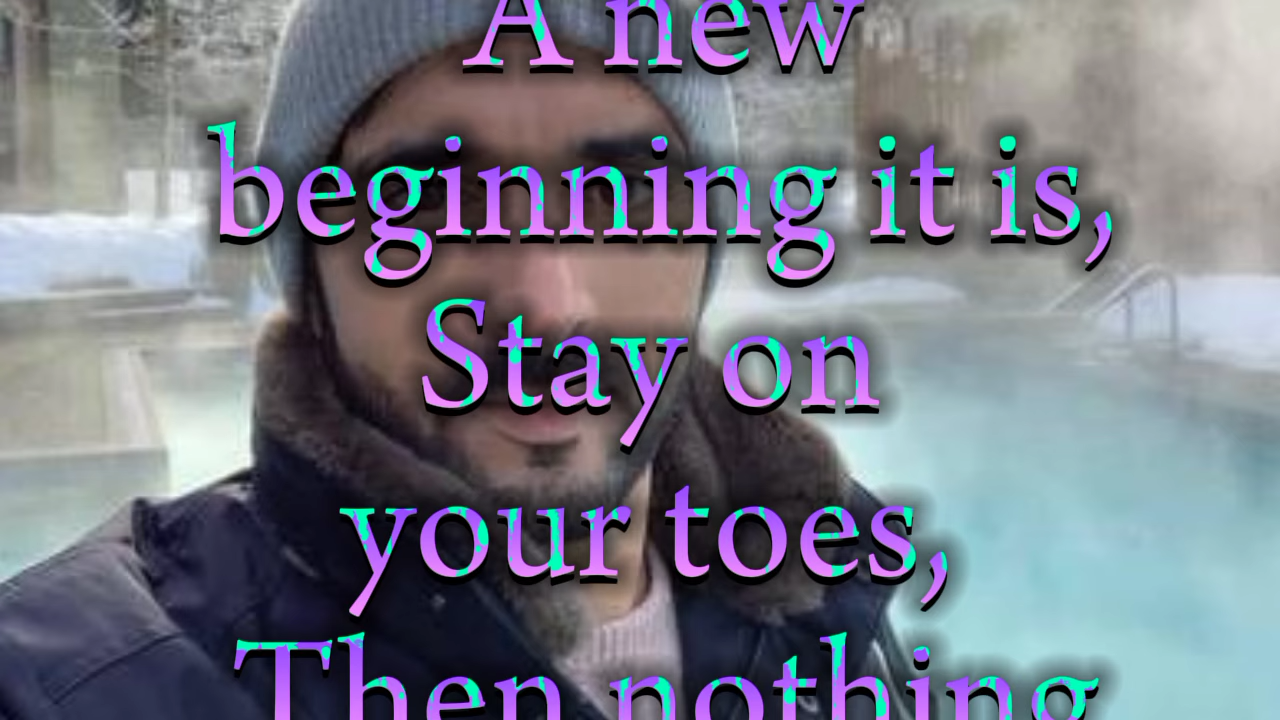 A new
beginning it is,
Stay on
your toes,
Then nothing